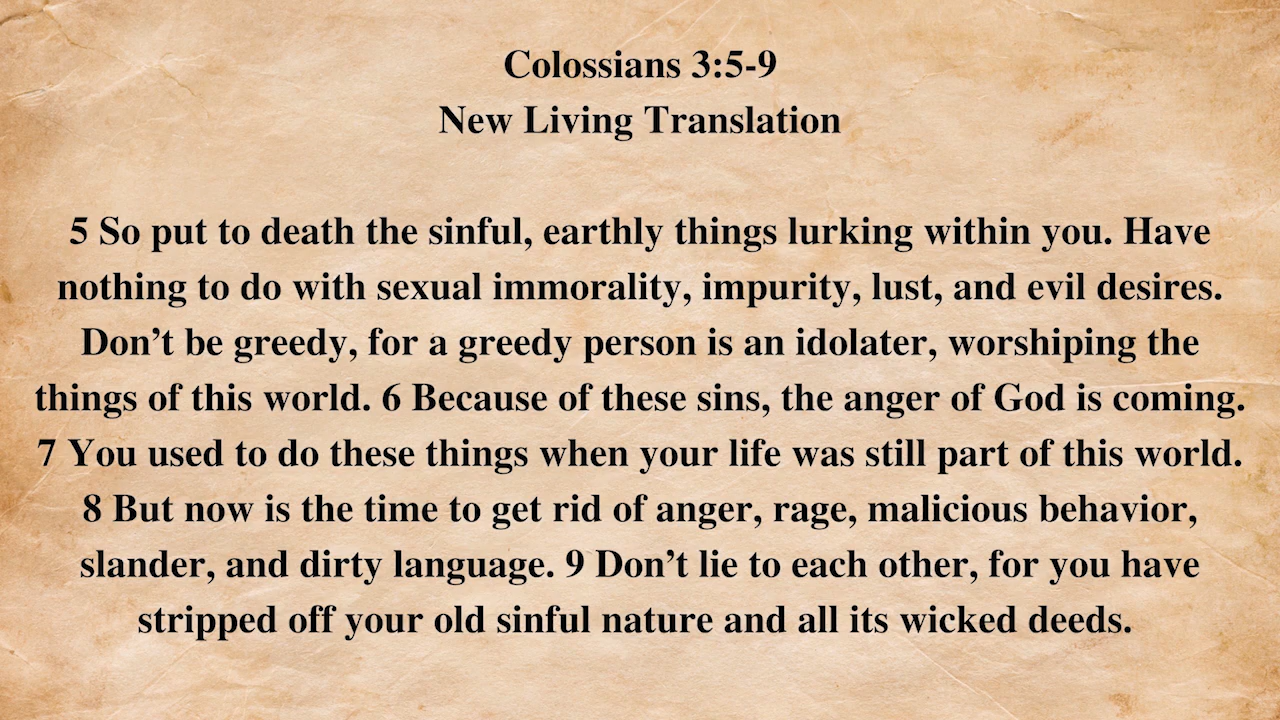 Colossians 3:5-9
New Living Translation
5 So put to death the sinful, earthly things lurking within you. Have
nothing to do with sexual immorality, impurity, lust, and evil desires.
Don’t be greedy, for a greedy person is an idolater, worshiping the
things of this world. 6 Because of these sins, the anger of God is coming.
7 You used to do these things when your life was still part of this world.
8 But now is the time to get rid of anger, rage, malicious behavior,
slander, and dirty language. 9 Don’t lie to each other, for you have
stripped off your old sinful nature and all its wicked deeds.